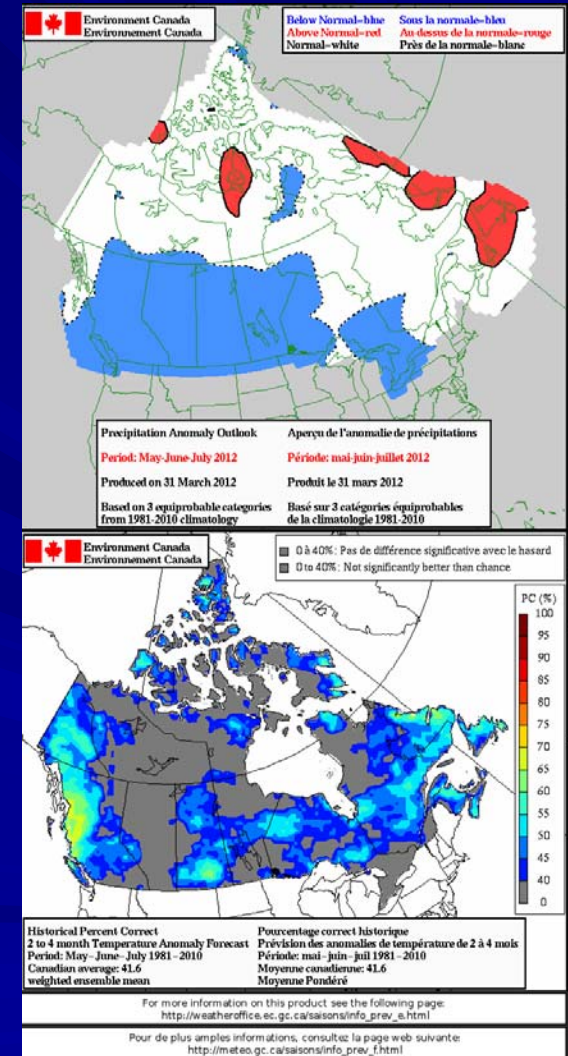 Environment Canada
Environnement Canada
Below Normal=blue Sous la normale=bleu
Above Normal=red Au-dessus de la normale=rouge
Normal=white Près de la normale=blanc
Precipitation Anomaly Outlook
Period: May-June-July 2012
Produced on 31 March 2012
Based on 3 equiprobable categories
from 1981-2010 climatology
Aperçu de l'anomalie de précipitations
Période: mai-juin-juillet 2012
Produit le 31 mars 2012
Basé sur 3 catégories équiprobables
de la climatologie 1981-2010
Environment Canada
Environnement Canada
0 à 40%: Pas de différence significative avec le hasard
0 to 40%: Not significantly better than chance
PC (%)
100
95
90
85
80
75
70
65
60
55
50
45
40
0
Historical Percent Correct
2 to 4 month Temperature Anomaly Forecast
Period: May-June-July 1981-2010
Canadian average: 41.6
weighted ensemble mean
Pourcentage correct historique
Prévision des anomalies de température de 2 à 4 mois
Période: mai-juin-juil 1981-2010
Moyenne canadienne: 41.6
Moyenne Pondéré
For more information on this product see the following page:
http://weatheroffice.ec.gc.ca/saisons/info_prev_e.html
Pour de plus amples informations, consultez la page web suivante:
http://meteo.gc.ca/saisons/info_prev_f.html